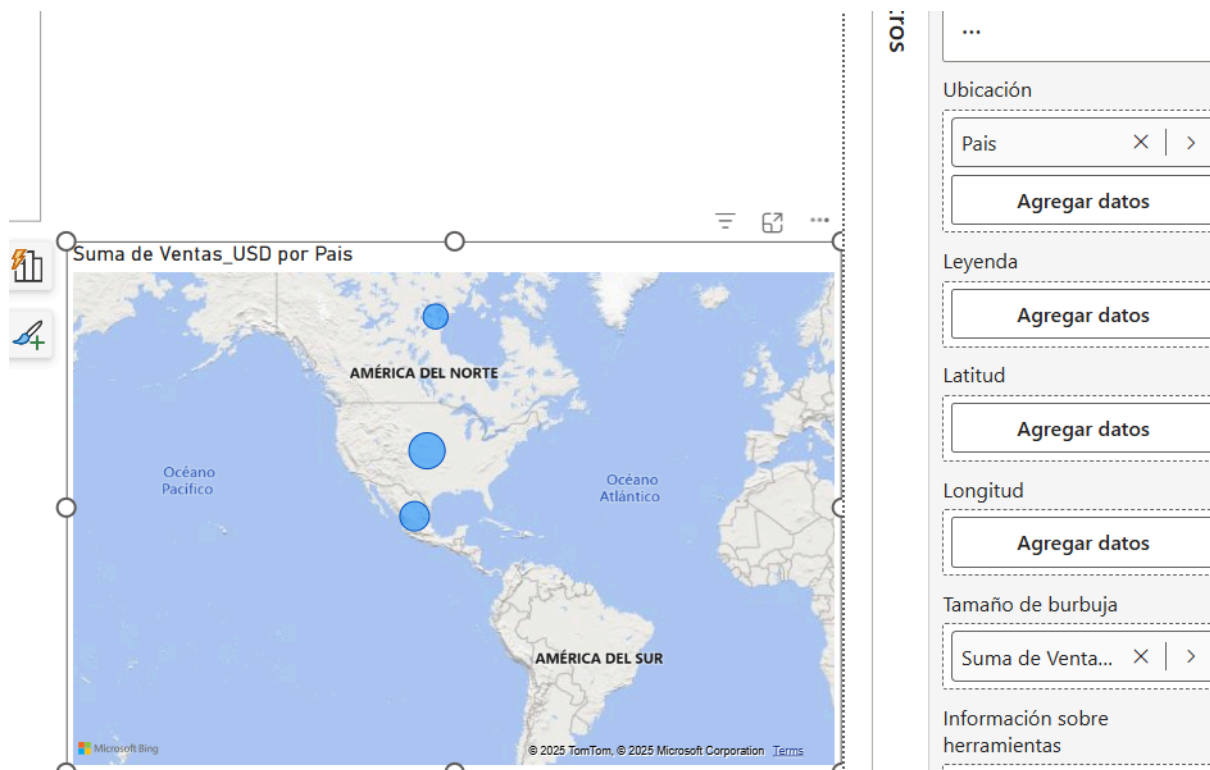 Suma de Ventas_USD por Pais
AMÉRICA DEL NORTE
Océano
Pacífico
Océano
Atlántico
AMÉRICA DEL SUR
Microsoft Bing
© 2025 TomTom, © 2025 Microsoft Corporation Terms
...
Ubicación
Pais
Agregar datos
Leyenda
Agregar datos
Latitud
Agregar datos
Longitud
Agregar datos
Tamaño de burbuja
Suma de Venta...
Información sobre
herramientas